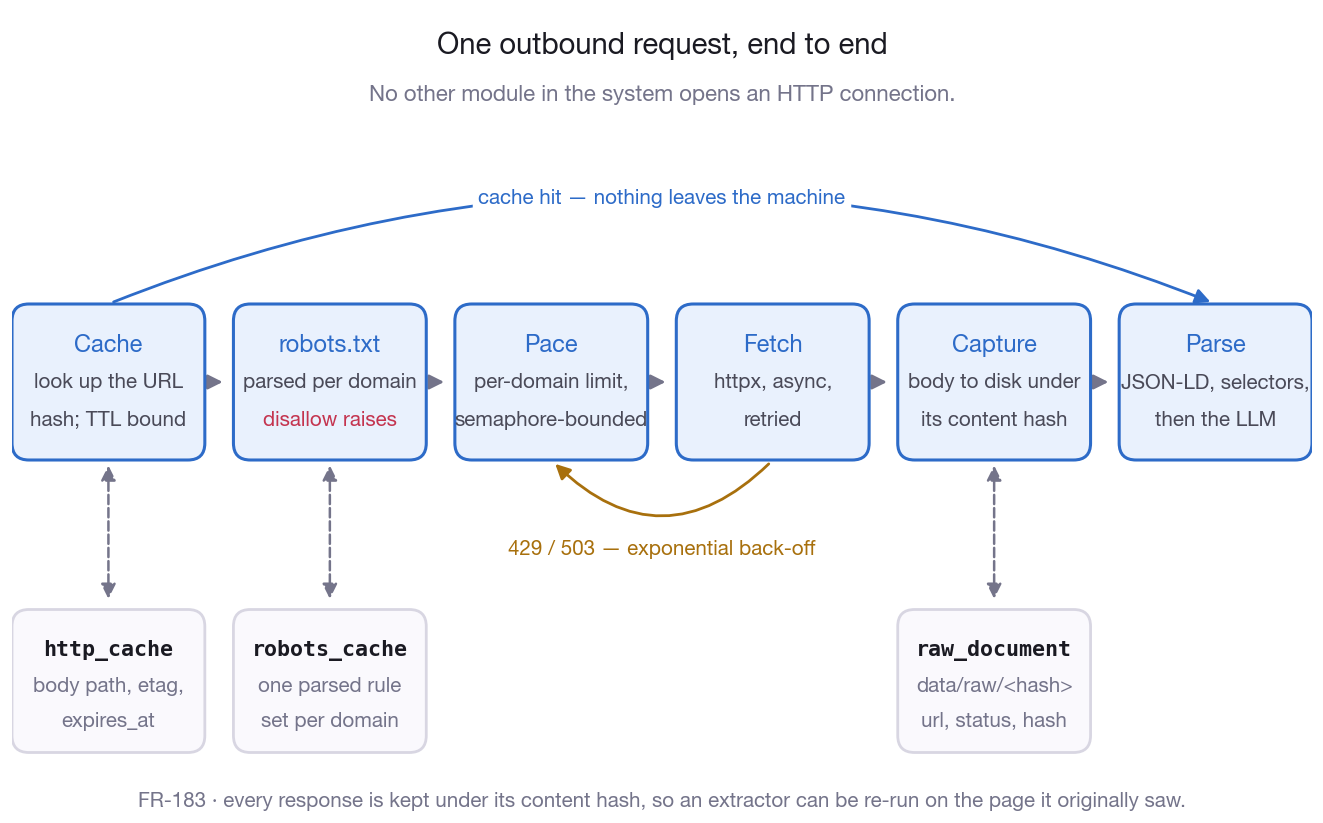 One outbound request, end to end
No other module in the system opens an HTTP connection.
cache hit — nothing leaves the machine
Cache
look up the URL
hash; TTL bound
robots.txt
parsed per domain
disallow raises
Pace
per-domain limit,
semaphore-bounded
Fetch
httpx, async,
retried
Capture
body to disk under
its content hash
Parse
JSON-LD, selectors,
then the LLM
429 / 503 — exponential back-off
http_cache
body path, etag,
expires_at
robots_cache
one parsed rule
set per domain
raw_document
data/raw/<hash>
url, status, hash
FR-183 · every response is kept under its content hash, so an extractor can be re-run on the page it originally saw.